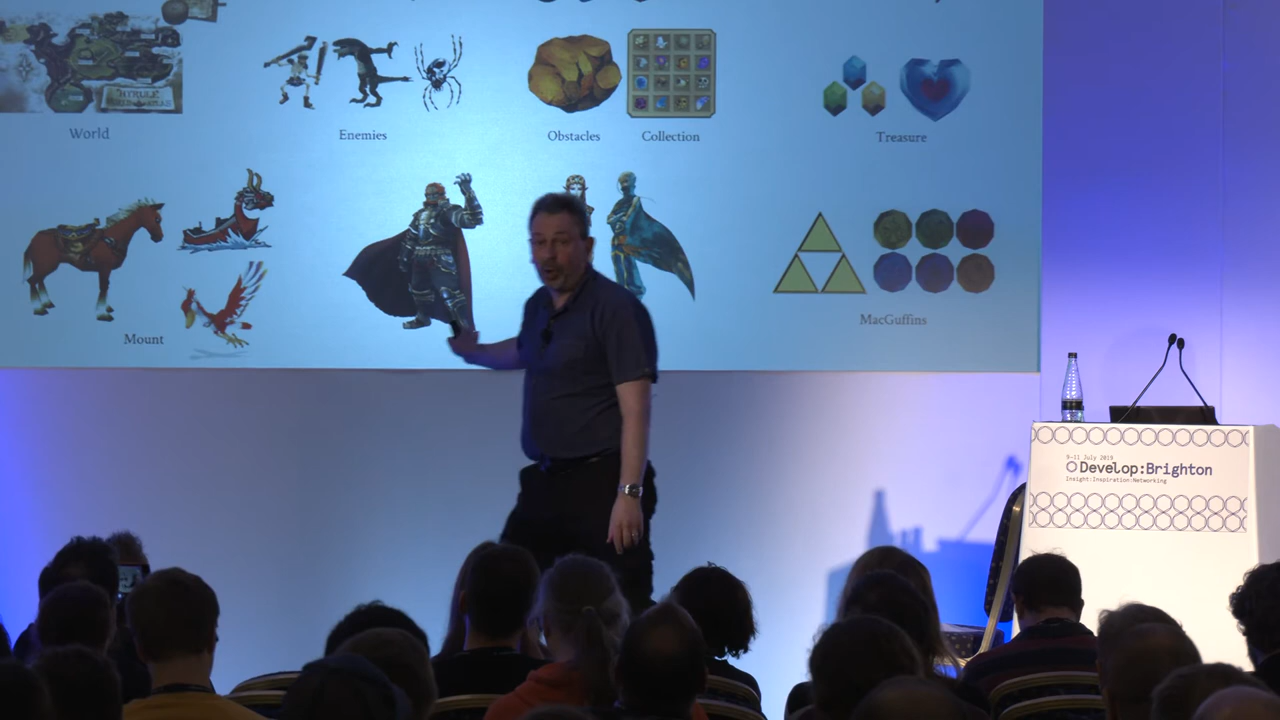 World
Enemies
Obstacles
Collection
Treasure
Mount
MacGuffins
9-11 July 2019
Develop:Brighton
Insight:Inspiration:Networking